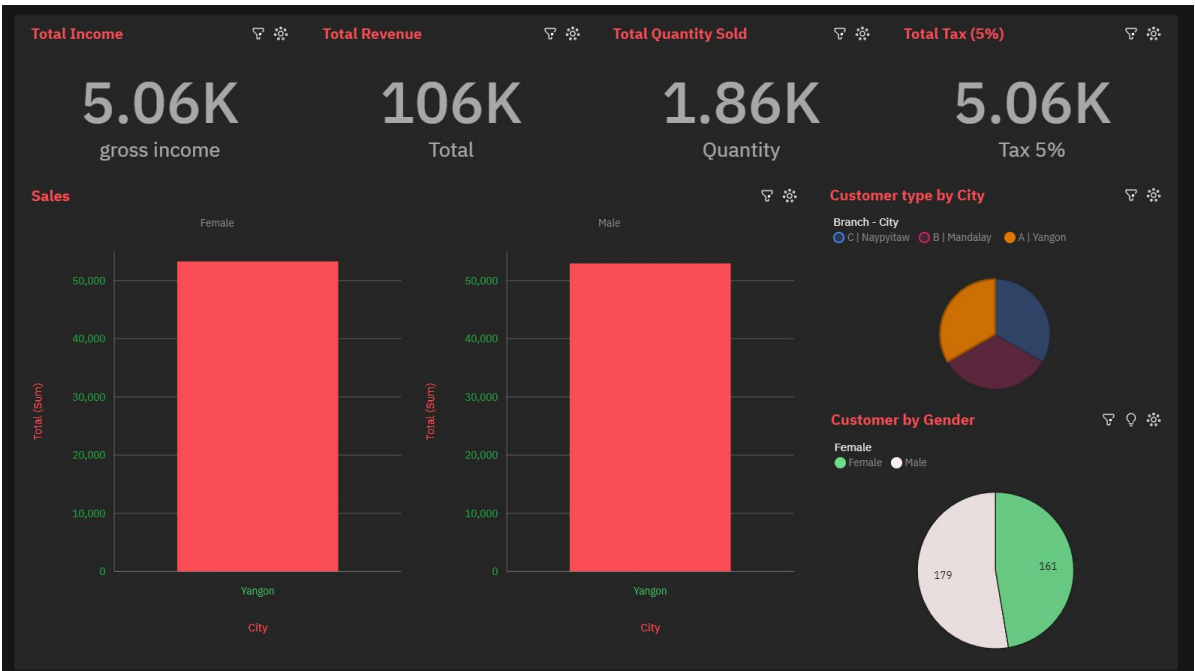 Total Income
Total Revenue
Total Quantity Sold
Total Tax (5%)
5.06K
gross income
106K
Total
1.86K
Quantity
5.06K
Tax 5%
Sales
Female
Male
Total (Sum)
50,000
40,000
30,000
20,000
10,000
0
Yangon
City
Total (Sum)
50,000
40,000
30,000
20,000
10,000
0
Yangon
City
Customer type by City
Branch - City
C | Naypyitaw B | Mandalay A | Yangon
Customer by Gender
Female
Female Male
179
161